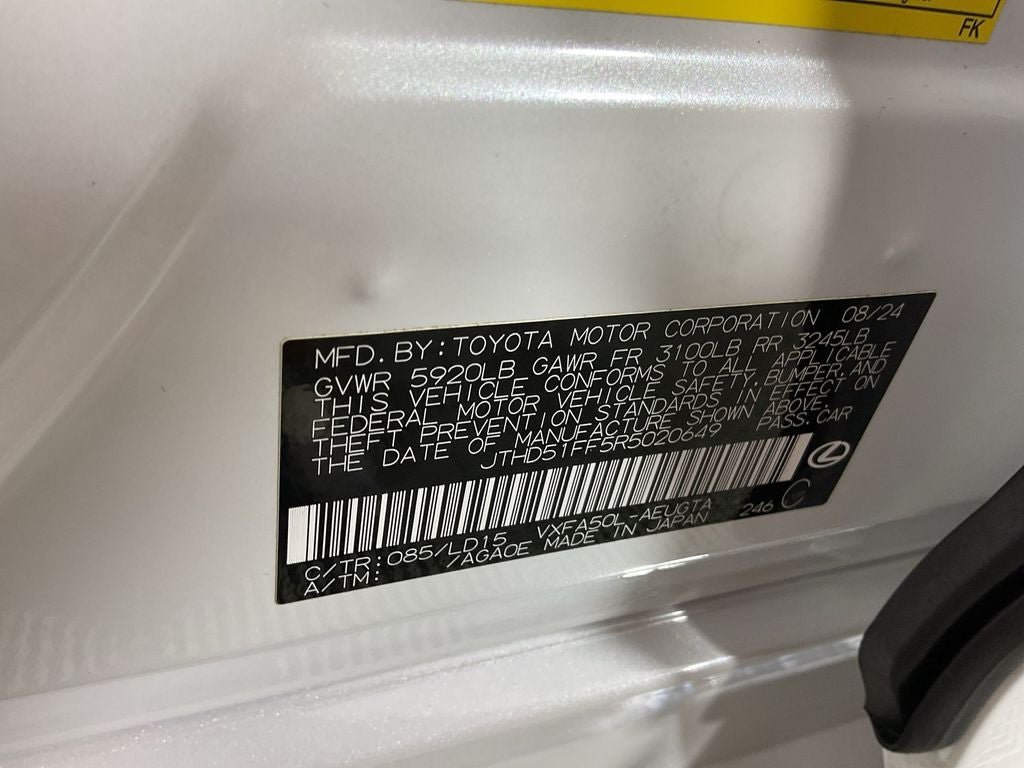 FK
MFD. BY: TOYOTA MOTOR CORPORATION 08/24
GVWR 5920LB GAWR FR 3100LB RR 3245LB
THIS VEHICLE CONFORMS TO ALL APPLICABLE
FEDERAL MOTOR VEHICLE SAFETY, BUMPER, AND
THEFT PREVENTION STANDARDS IN EFFECT ON
THE DATE OF MANUFACTURE SHOWN ABOVE.
JTHD51FF5R5020649 PASS. CAR
C/TR: 085/LD15 VXFA50L-AEUGTA 246 C
A/TM: /AGA0E MADE IN JAPAN